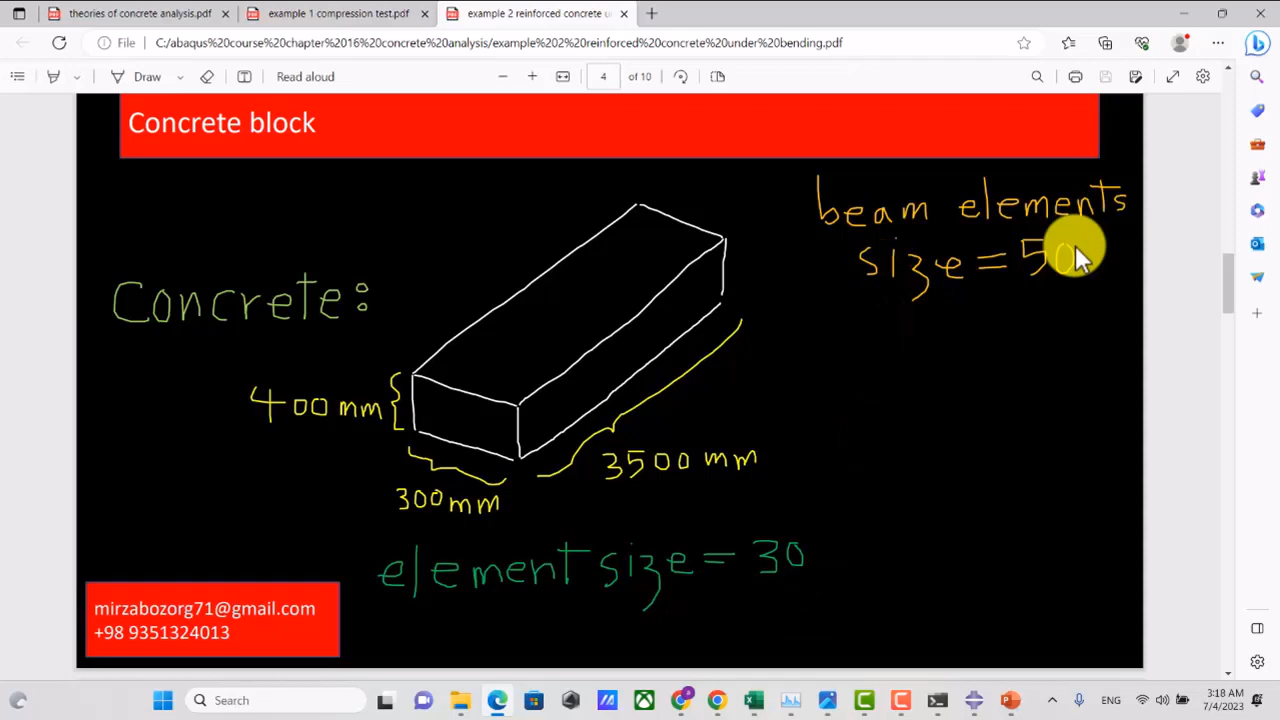 theories of concrete analysis.pdf
example 1 compression test.pdf
example 2 reinforced concrete u
File
C:/abaqus%20course%20chapter%2016%20concrete%20analysis/example%202%20reinforced%20concrete%20under%20bending.pdf
Draw
Read aloud
4 of 10
Concrete block
beam elements
size = 50
Concrete:
400 mm
3500 mm
300 mm
element size = 30
mirzabozorg71@gmail.com
+98 9351324013
Search
ENG
3:18 AM
7/4/2023